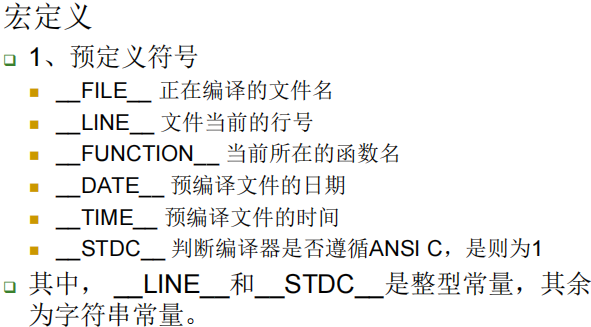 宏定义
1、预定义符号
__FILE__ 正在编译的文件名
__LINE__ 文件当前的行号
__FUNCTION__ 当前所在的函数名
__DATE__ 预编译文件的日期
__TIME__ 预编译文件的时间
__STDC__ 判断编译器是否遵循ANSI C，是则为1
其中， __LINE__和__STDC__是整型常量，其余
为字符串常量。